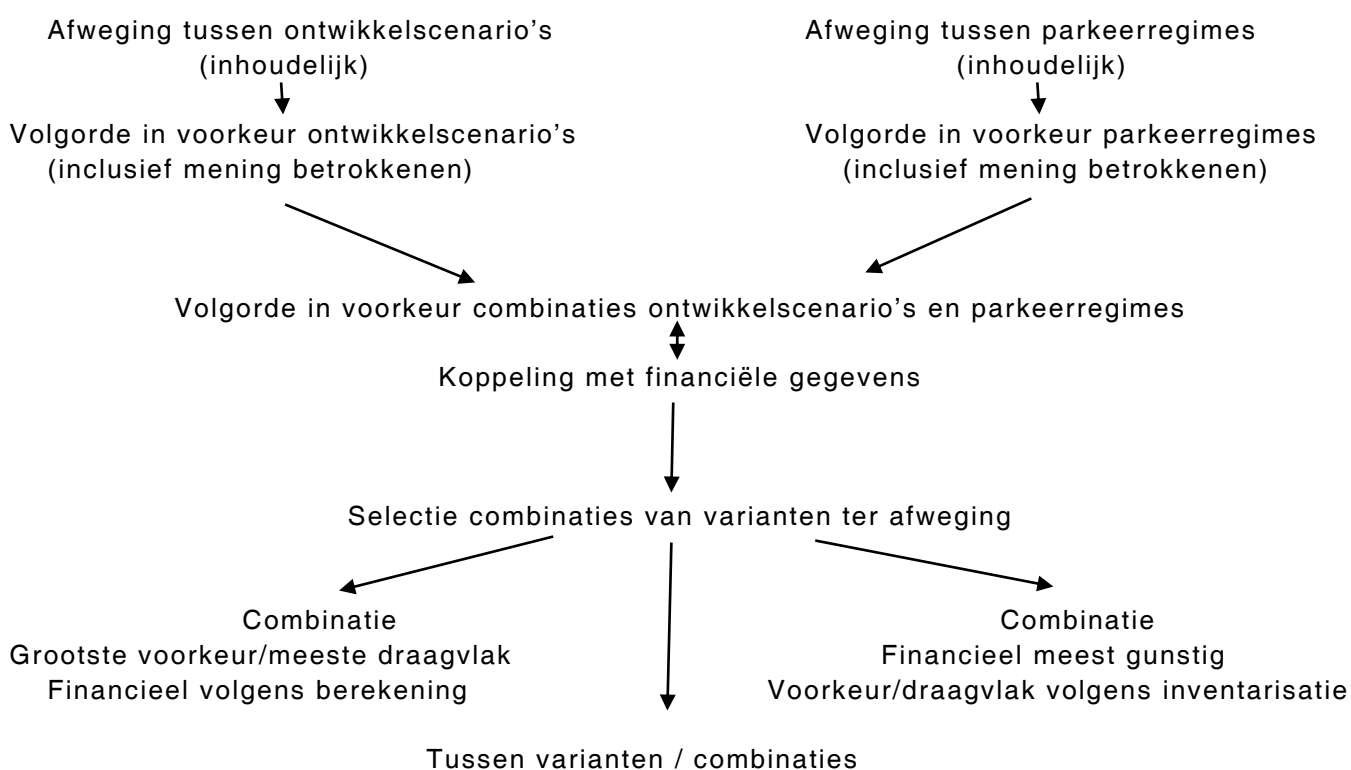 Afweging tussen ontwikkelscenario's
(inhoudelijk)
Afweging tussen parkeerregimes
(inhoudelijk)
Volgorde in voorkeur ontwikkelscenario's
(inclusief mening betrokkenen)
Volgorde in voorkeur parkeerregimes
(inclusief mening betrokkenen)
Volgorde in voorkeur combinaties ontwikkelscenario's en parkeerregimes
Koppeling met financiële gegevens
Selectie combinaties van varianten ter afweging
Combinatie
Grootste voorkeur/meeste draagvlak
Financieel volgens berekening
Combinatie
Financieel meest gunstig
Voorkeur/draagvlak volgens inventarisatie
Tussen varianten / combinaties